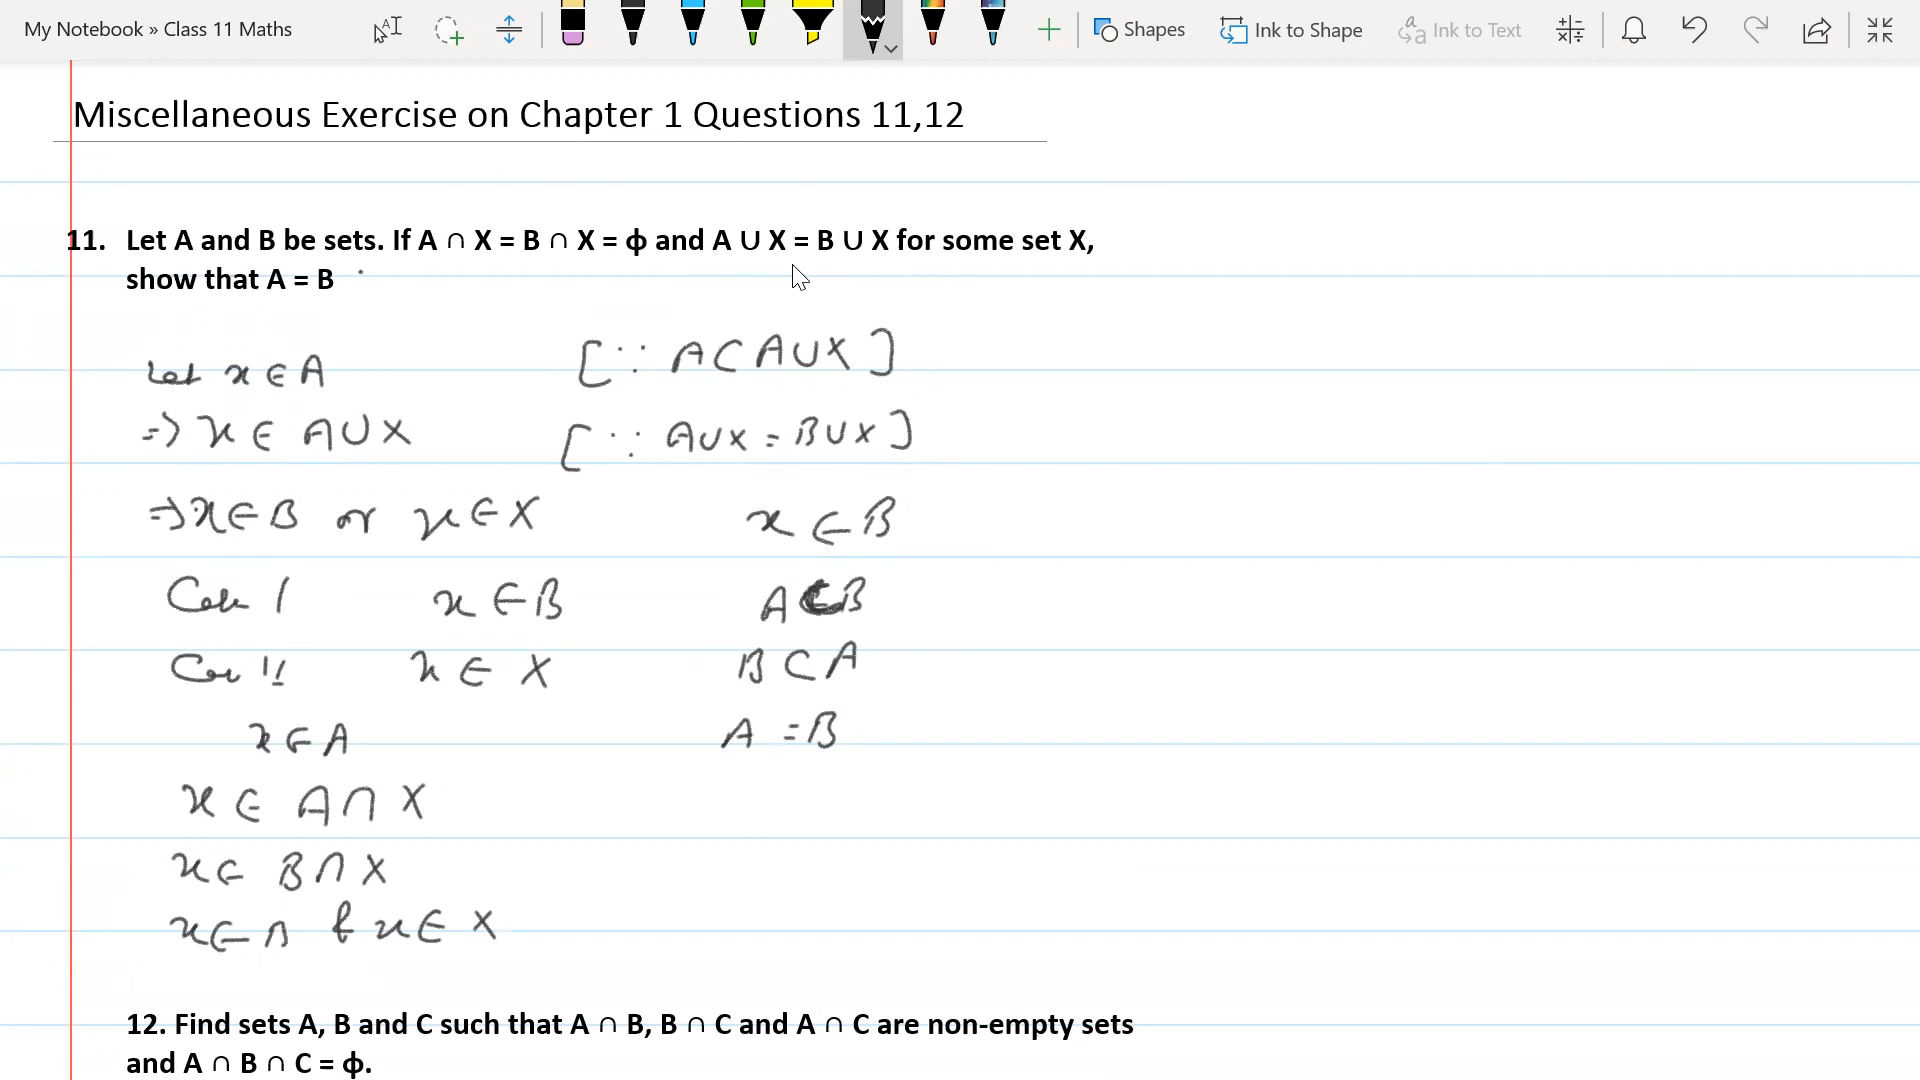 My Notebook » Class 11 Maths
Shapes
Ink to Shape
Ink to Text
Miscellaneous Exercise on Chapter 1 Questions 11,12
11. Let A and B be sets. If A ∩ X = B ∩ X = ϕ and A ∪ X = B ∪ X for some set X,
show that A = B
Let x ∈ A [∵ A ⊂ A ∪ X]
⇒ x ∈ A ∪ X [∵ A ∪ X = B ∪ X]
⇒ x ∈ B or x ∈ X
x ∈ B
Case I x ∈ B
A ⊂ B
Case II x ∈ X
B ⊂ A
x ∈ A
A = B
x ∈ A ∩ X
x ∈ B ∩ X
x ∈ B & x ∈ X
12. Find sets A, B and C such that A ∩ B, B ∩ C and A ∩ C are non-empty sets
and A ∩ B ∩ C = ϕ.